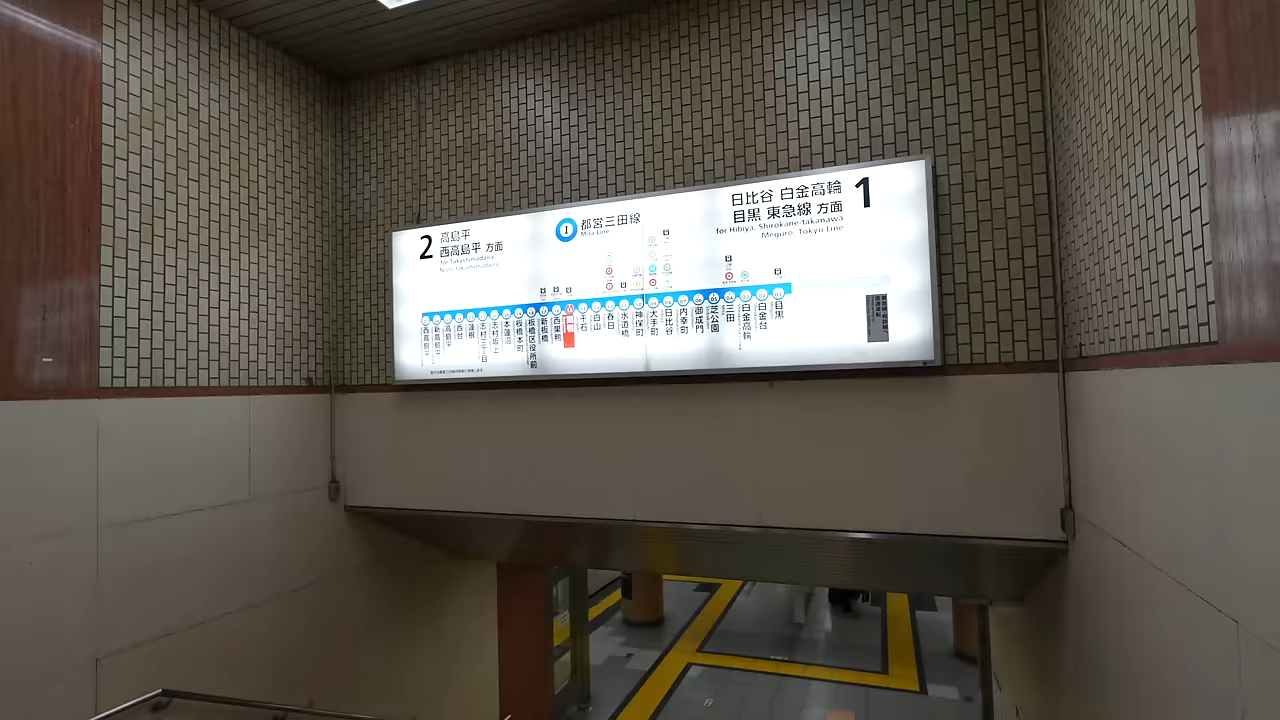 2
高島平
西高島平 方面
for Takashimadaira
Nishi-takashimadaira
I 都営三田線
Mita Line
日比谷 白金高輪
目黒 東急線 方面
for Hibiya, Shirokane-takanawa
Meguro, Tokyu Line
1
西高島平
新高島平
高島平
西台
蓮根
志村三丁目
志村坂上
本蓮沼
板橋本町
板橋区役所前
新板橋
西巣鴨
巣鴨
千石
白山
春日
水道橋
神保町
大手町
日比谷
内幸町
御成門
芝公園
三田
白金高輪
白金台
目黒